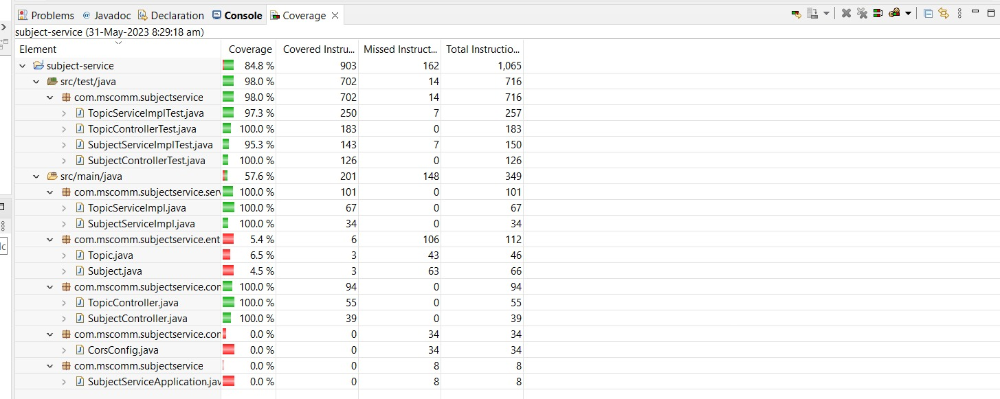 Problems @ Javadoc Declaration Console Coverage
subject-service (31-May-2023 8:29:18 am)
Element Coverage Covered Instru... Missed Instruct... Total Instructio...
subject-service 84.8 % 903 162 1,065
src/test/java 98.0 % 702 14 716
com.mscomm.subjectservice 98.0 % 702 14 716
TopicServiceImplTest.java 97.3 % 250 7 257
TopicControllerTest.java 100.0 % 183 0 183
SubjectServiceImplTest.java 95.3 % 143 7 150
SubjectControllerTest.java 100.0 % 126 0 126
src/main/java 57.6 % 201 148 349
com.mscomm.subjectservice.serv 100.0 % 101 0 101
TopicServiceImpl.java 100.0 % 67 0 67
SubjectServiceImpl.java 100.0 % 34 0 34
com.mscomm.subjectservice.ent 5.4 % 6 106 112
Topic.java 6.5 % 3 43 46
Subject.java 4.5 % 3 63 66
com.mscomm.subjectservice.con 100.0 % 94 0 94
TopicController.java 100.0 % 55 0 55
SubjectController.java 100.0 % 39 0 39
com.mscomm.subjectservice.con 0.0 % 0 34 34
CorsConfig.java 0.0 % 0 34 34
com.mscomm.subjectservice 0.0 % 0 8 8
SubjectServiceApplication.jav 0.0 % 0 8 8